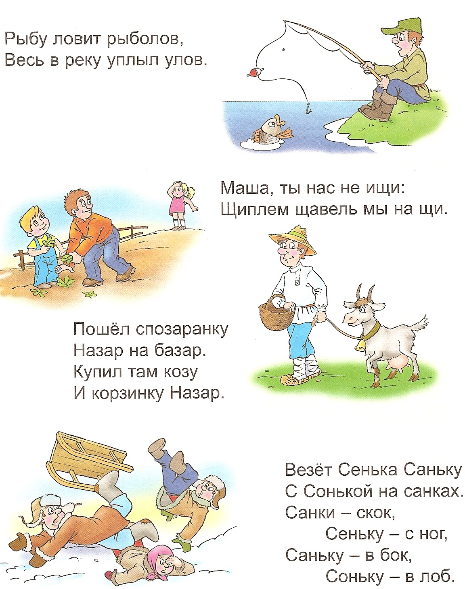 Рыбу ловит рыболов,
Весь в реку уплыл улов.
Маша, ты нас не ищи:
Щиплем щавель мы на щи.
Пошёл спозаранку
Назар на базар.
Купил там козу
И корзинку Назар.
Везёт Сенька Саньку
С Сонькой на санках.
Санки – скок,
Сеньку – с ног,
Саньку – в бок,
Соньку – в лоб.